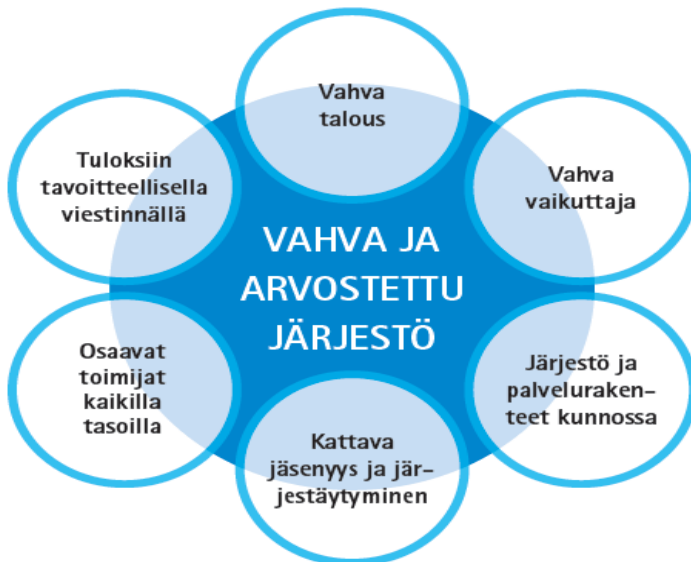 Vahva
talous
Tuloksiin
tavoitteellisella
viestinnällä
Vahva
vaikuttaja
VAHVA JA
ARVOSTETTU
JÄRJESTÖ
Osaavat
toimijat
kaikilla
tasoilla
Järjestö ja
palveluraken-
teet kunnossa
Kattava
jäsenyys ja jär-
jestäytyminen